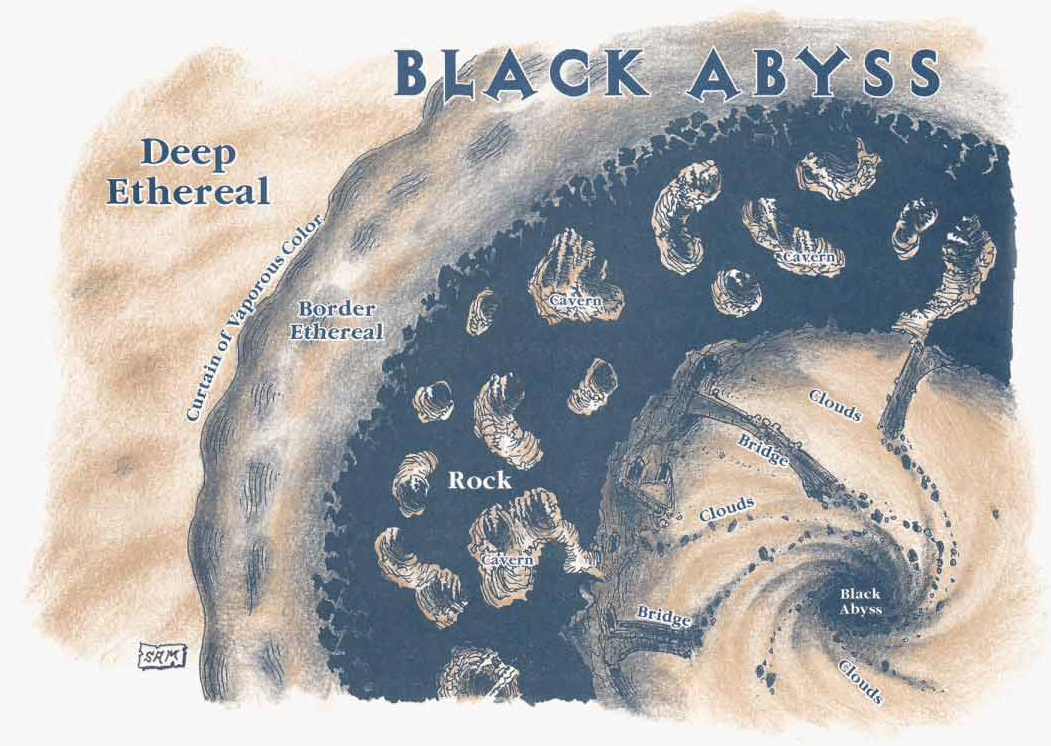 BLACK ABYSS
Deep
Ethereal
Curtain of Vaporous Color
Border
Ethereal
Cavern
Cavern
Clouds
Bridge
Rock
Clouds
Cavern
Black
Abyss
Bridge
Clouds
SAM